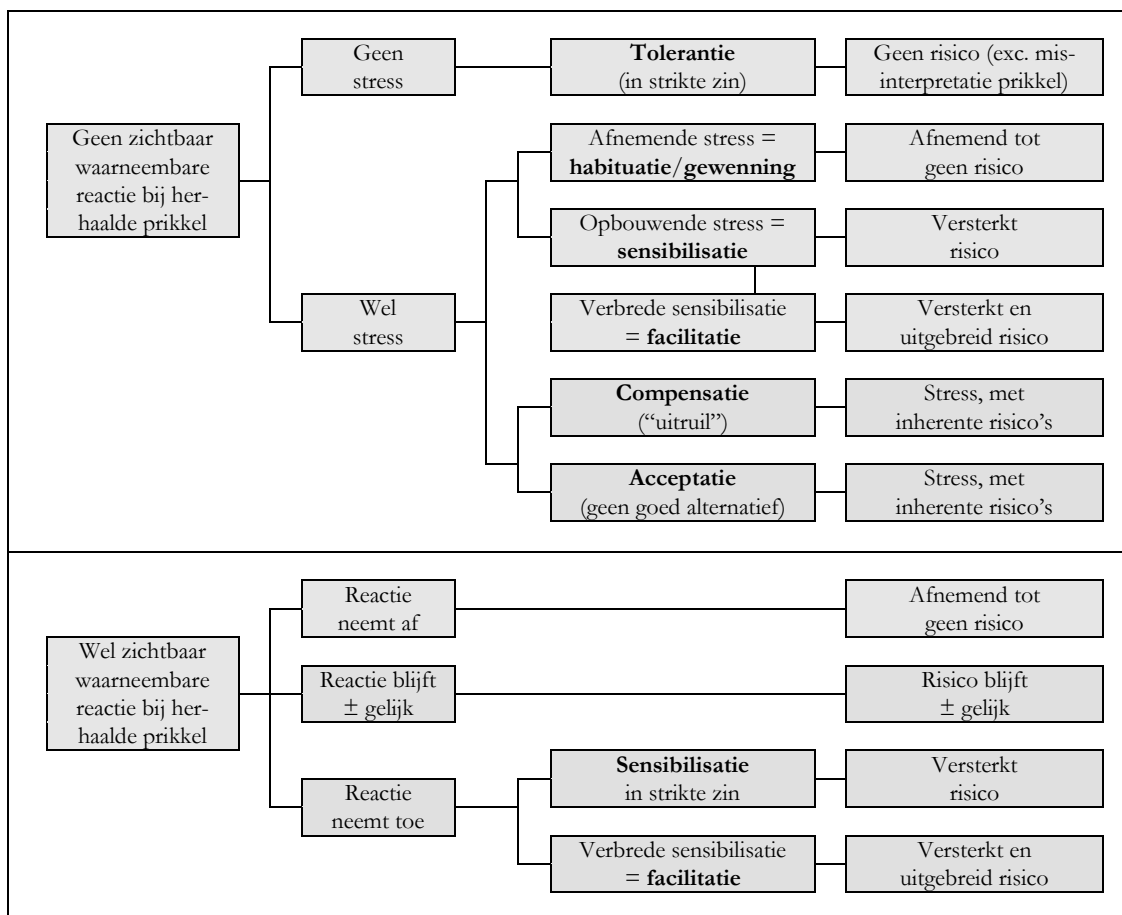 Geen
stress
Tolerantie
(in strikte zin)
Geen risico (exc. mis-
interpretatie prikkel)
Geen zichtbaar
waarneembare
reactie bij her-
haalde prikkel
Afnemende stress =
habituatie/gewenning
Afnemend tot
geen risico
Opbouwende stress =
sensibilisatie
Versterkt
risico
Wel
stress
Verbrede sensibilisatie
= facilitatie
Versterkt en
uitgebreid risico
Compensatie
(“uitruil”)
Stress, met
inherente risico’s
Acceptatie
(geen goed alternatief)
Stress, met
inherente risico’s
Reactie
neemt af
Afnemend tot
geen risico
Wel zichtbaar
waarneembare
reactie bij her-
haalde prikkel
Reactie blijft
± gelijk
Risico blijft
± gelijk
Reactie
neemt toe
Sensibilisatie
in strikte zin
Versterkt
risico
Verbrede sensibilisatie
= facilitatie
Versterkt en
uitgebreid risico